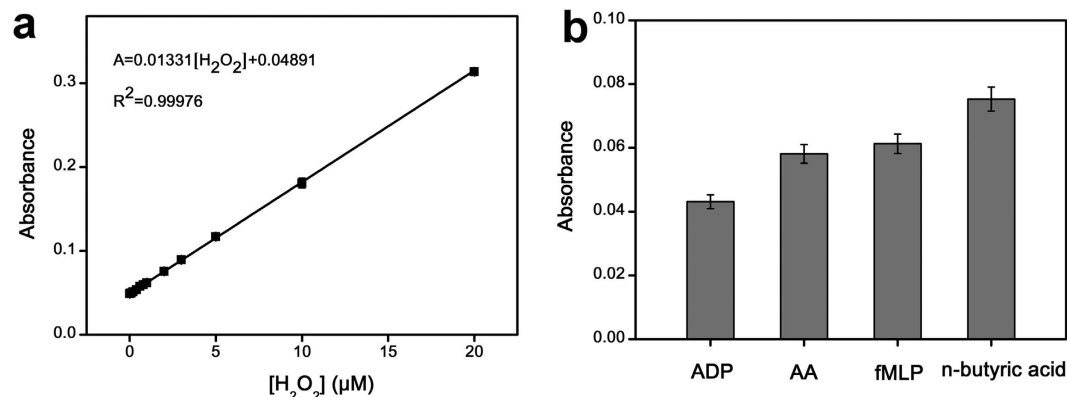 a
A=0.01331[H₂O₂]+0.04891
R²=0.99976
Absorbance
0.3
0.2
0.1
0.0
0
5
10
15
20
[H₂O₂] (μM)
b
Absorbance
0.10
0.08
0.06
0.04
0.02
0.00
ADP
AA
fMLP
n-butyric acid